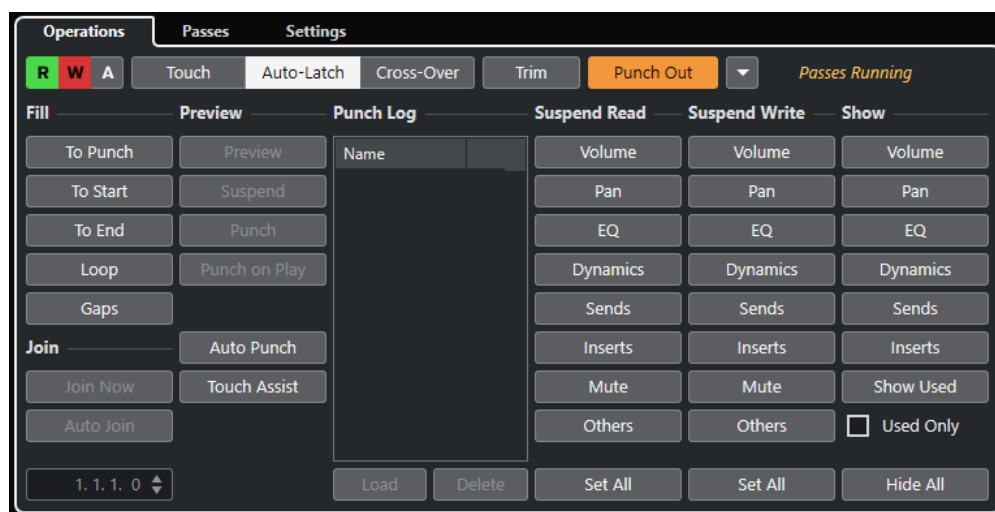 Operations Passes Settings
R W A Touch Auto-Latch Cross-Over Trim Punch Out Passes Running
Fill Preview Punch Log Suspend Read Suspend Write Show
To Punch Preview Name Volume Volume Volume
To Start Suspend Pan Pan Pan
To End Punch EQ EQ EQ
Loop Punch on Play Dynamics Dynamics Dynamics
Gaps Sends Sends Sends
Join Auto Punch Inserts Inserts Inserts
Join Now Touch Assist Mute Mute Show Used
Auto Join Others Others Used Only
1. 1. 1. 0 Load Delete Set All Set All Hide All